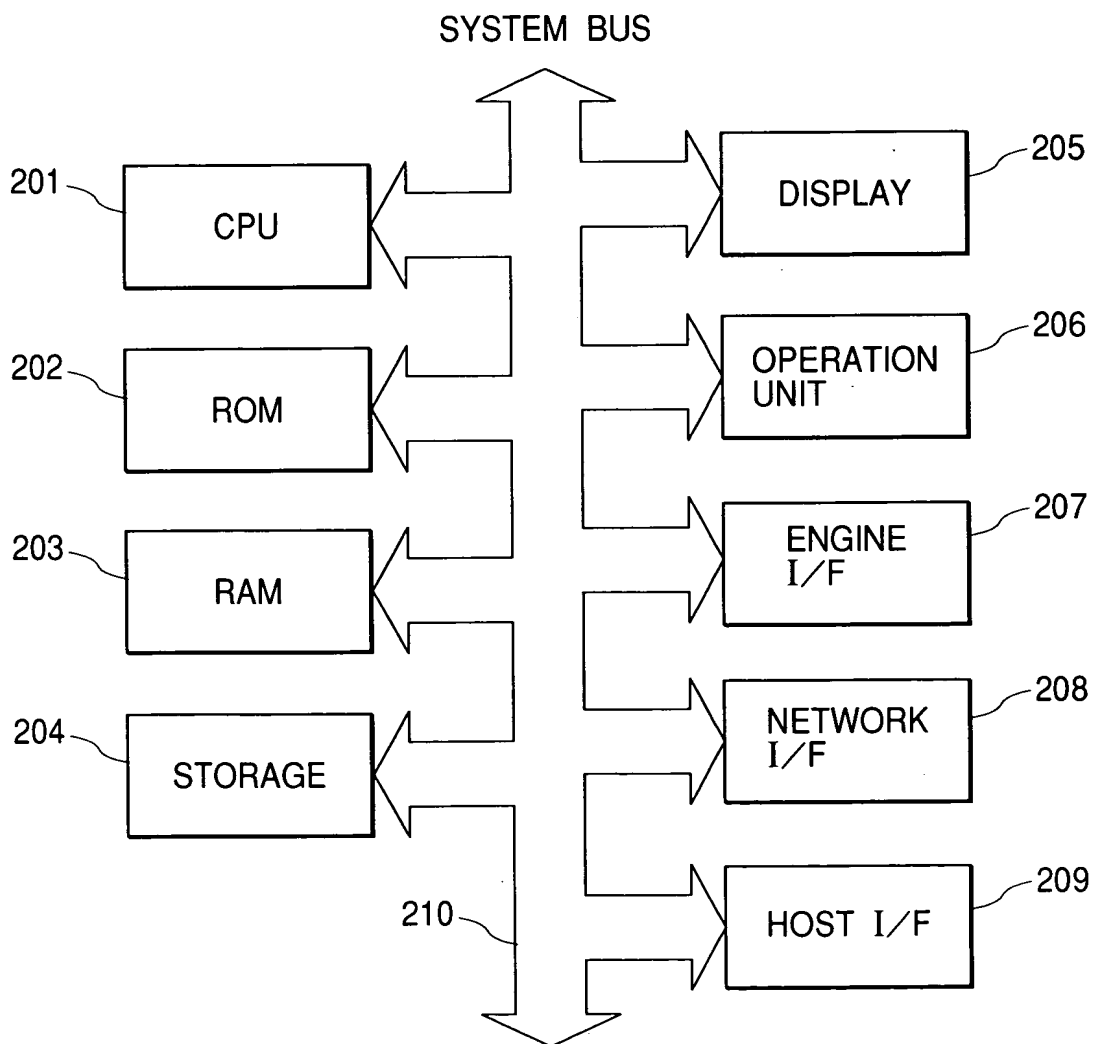 SYSTEM BUS
201
CPU
202
ROM
203
RAM
204
STORAGE
210
205
DISPLAY
206
OPERATION
UNIT
207
ENGINE
I/F
208
NETWORK
I/F
209
HOST I/F